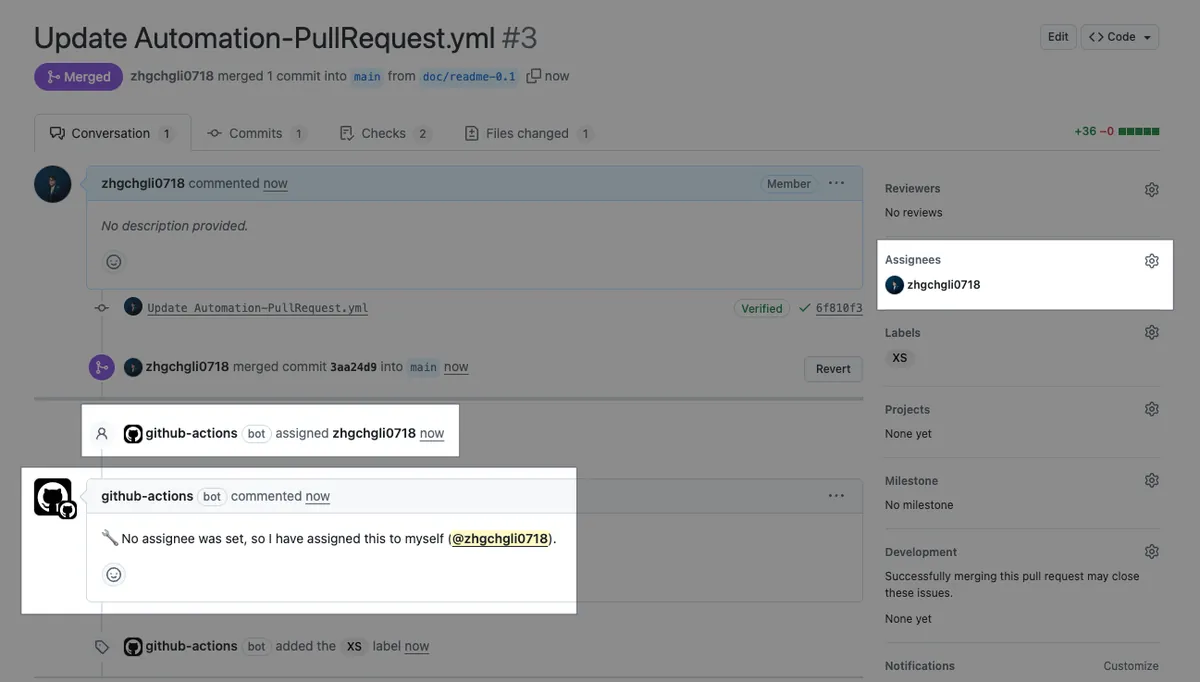 Update Automation-PullRequest.yml #3
Edit
Code
Merged zhgchgli0718 merged 1 commit into main from doc/readme-0.1 now
Conversation 1
Commits 1
Checks 2
Files changed 1
+36 −0
zhgchgli0718 commented now
Member
No description provided.
Update Automation-PullRequest.yml
Verified
6f810f3
zhgchgli0718 merged commit 3aa24d9 into main now
Revert
github-actions bot assigned zhgchgli0718 now
github-actions bot commented now
No assignee was set, so I have assigned this to myself (@zhgchgli0718).
github-actions bot added the XS label now
Reviewers
No reviews
Assignees
zhgchgli0718
Labels
XS
Projects
None yet
Milestone
No milestone
Development
Successfully merging this pull request may close
these issues.
None yet
Notifications
Customize